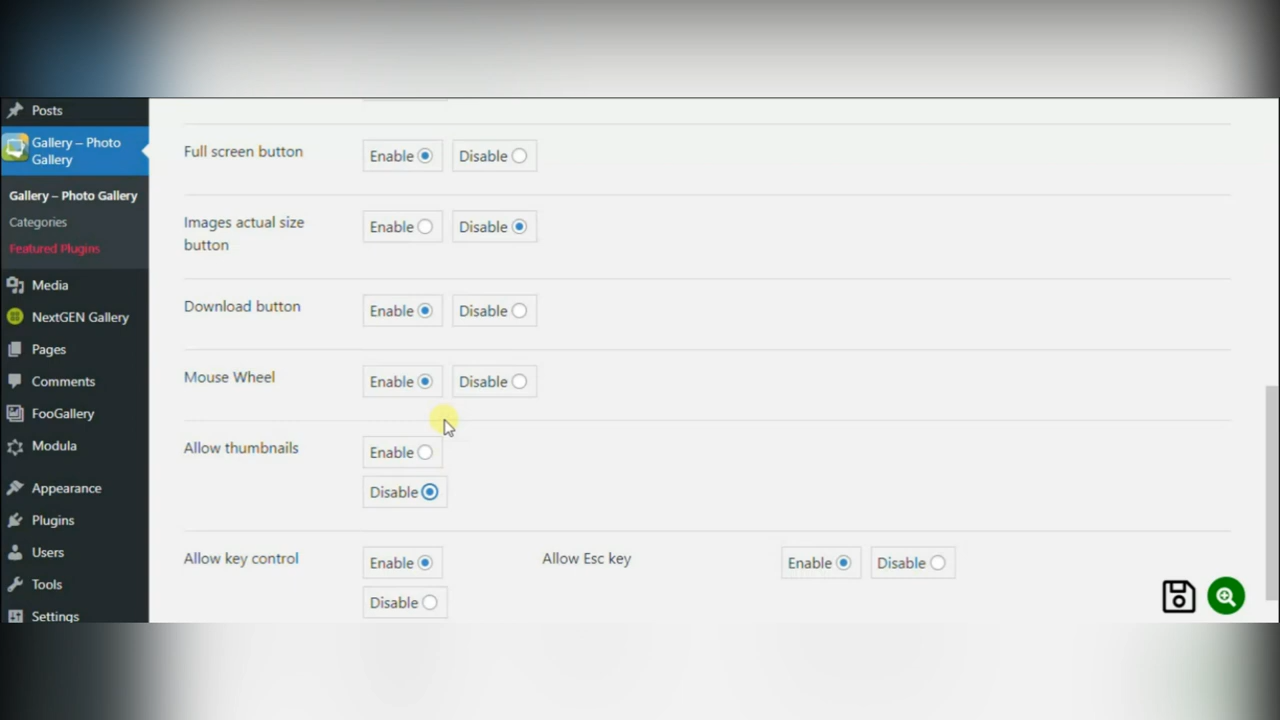 Posts
Gallery – Photo
Gallery
Gallery – Photo Gallery
Categories
Featured Plugins
Media
NextGEN Gallery
Pages
Comments
FooGallery
Modula
Appearance
Plugins
Users
Tools
Settings
Full screen button Enable Disable
Images actual size
button Enable Disable
Download button Enable Disable
Mouse Wheel Enable Disable
Allow thumbnails Enable
Disable
Allow key control Enable Allow Esc key Enable Disable
Disable